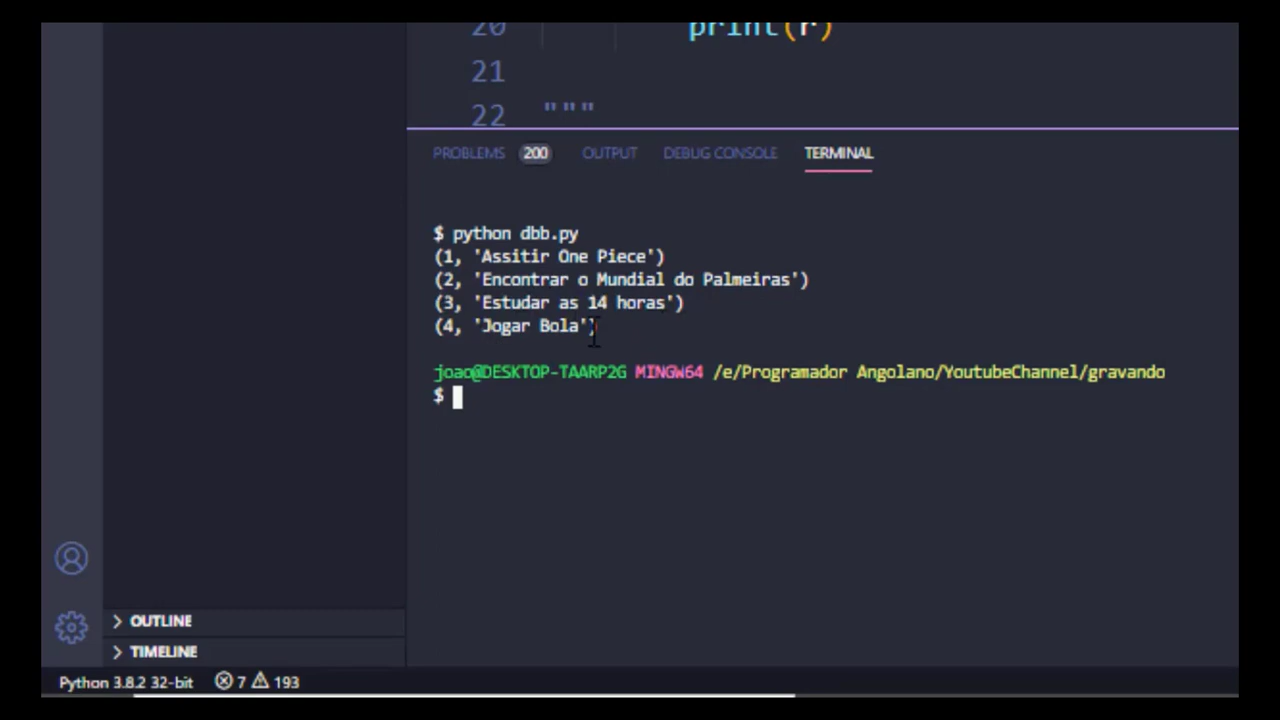 20 print(r)
21
22 """
PROBLEMS 200 OUTPUT DEBUG CONSOLE TERMINAL
$ python dbb.py
(1, 'Assitir One Piece')
(2, 'Encontrar o Mundial do Palmeiras')
(3, 'Estudar as 14 horas')
(4, 'Jogar Bola')
joao@DESKTOP-TAARP2G MINGW64 /e/Programador Angolano/YoutubeChannel/gravando
$
OUTLINE
TIMELINE
Python 3.8.2 32-bit 7 193